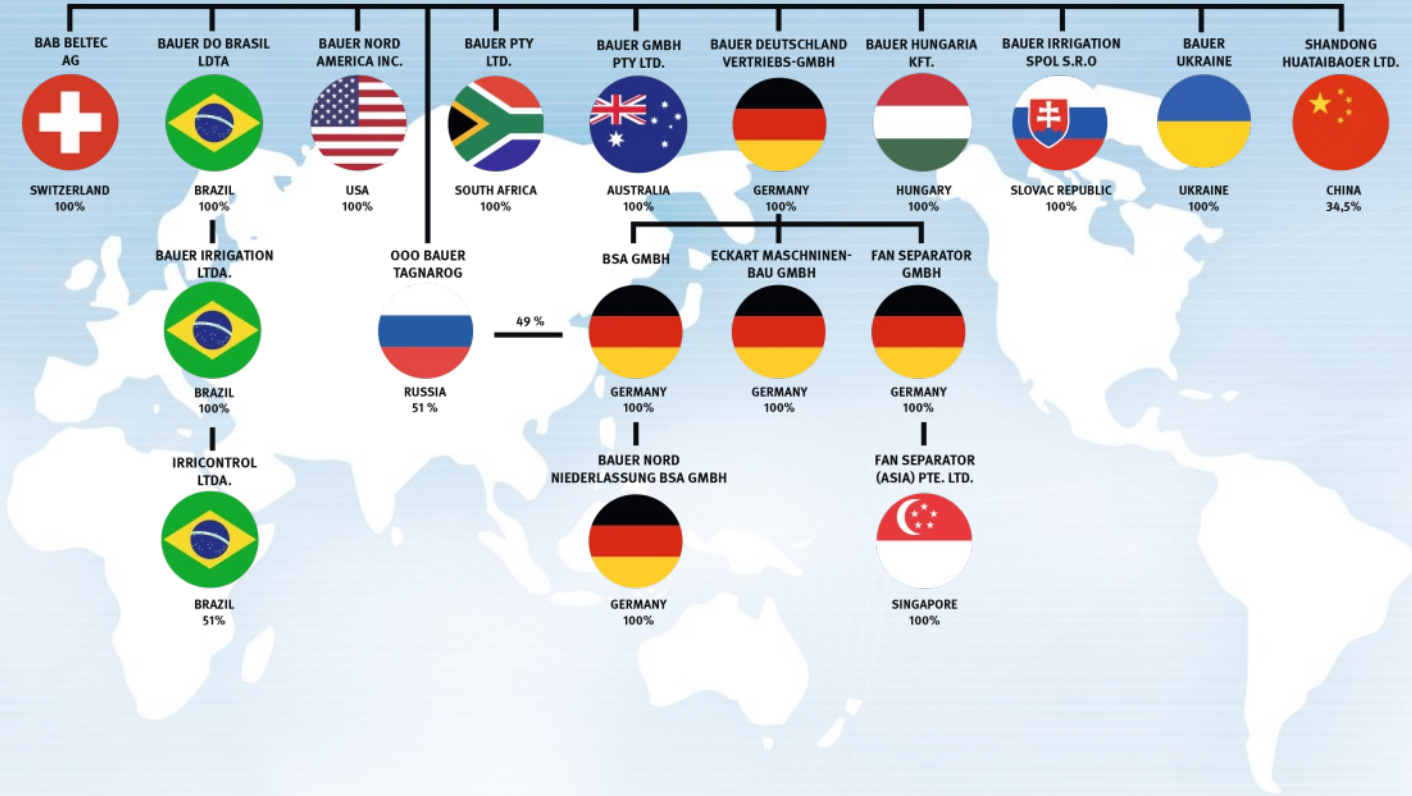 BAB BELTEC
AG
SWITZERLAND
100%
BAUER DO BRASIL
LDTA
BRAZIL
100%
BAUER NORD
AMERICA INC.
USA
100%
BAUER PTY
LTD.
SOUTH AFRICA
100%
BAUER GMBH
PTY LTD.
AUSTRALIA
100%
BAUER DEUTSCHLAND
VERTRIEBS-GMBH
GERMANY
100%
BAUER HUNGARIA
KFT.
HUNGARY
100%
BAUER IRRIGATION
SPOL S.R.O
SLOVAC REPUBLIC
100%
BAUER
UKRAINE
UKRAINE
100%
SHANDONG
HUATAIBAOER LTD.
CHINA
34,5%
BAUER IRRIGATION
LTDA.
BRAZIL
100%
OOO BAUER
TAGNAROG
RUSSIA
51 %
49 %
BSA GMBH
GERMANY
100%
ECKART MASCHNINEN-
BAU GMBH
GERMANY
100%
FAN SEPARATOR
GMBH
GERMANY
100%
IRRICONTROL
LTDA.
BRAZIL
51%
BAUER NORD
NIEDERLASSUNG BSA GMBH
GERMANY
100%
FAN SEPARATOR
(ASIA) PTE. LTD.
SINGAPORE
100%